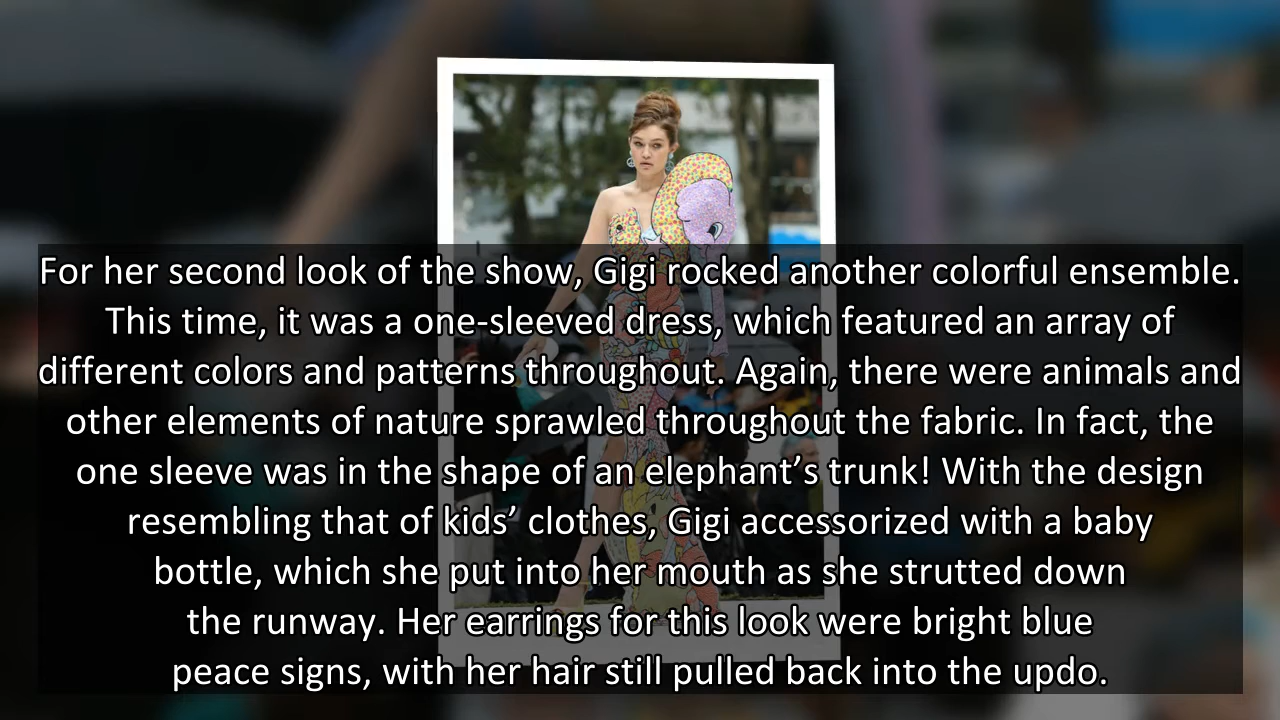 For her second look of the show, Gigi rocked another colorful ensemble.
This time, it was a one-sleeved dress, which featured an array of
different colors and patterns throughout. Again, there were animals and
other elements of nature sprawled throughout the fabric. In fact, the
one sleeve was in the shape of an elephant’s trunk! With the design
resembling that of kids’ clothes, Gigi accessorized with a baby
bottle, which she put into her mouth as she strutted down
the runway. Her earrings for this look were bright blue
peace signs, with her hair still pulled back into the updo.